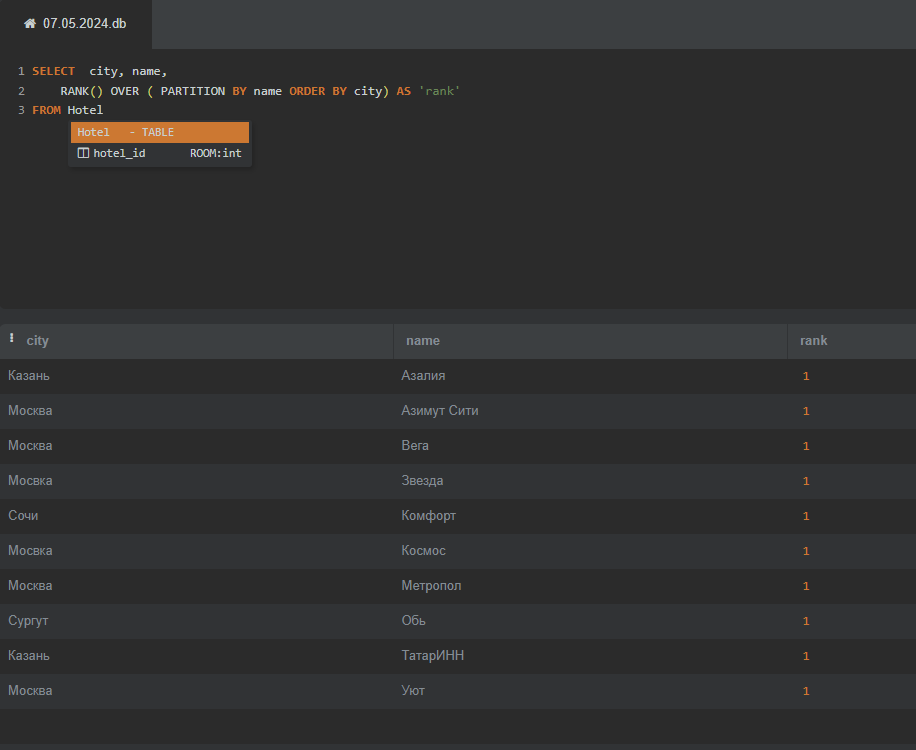 07.05.2024.db
1 SELECT city, name,
2 RANK() OVER ( PARTITION BY name ORDER BY city) AS 'rank'
3 FROM Hotel
Hotel - TABLE
hotel_id ROOM:int
city name rank
Казань Азалия 1
Москва Азимут Сити 1
Москва Вега 1
Мосвка Звезда 1
Сочи Комфорт 1
Мосвка Космос 1
Москва Метропол 1
Сургут Обь 1
Казань ТатарИНН 1
Москва Уют 1